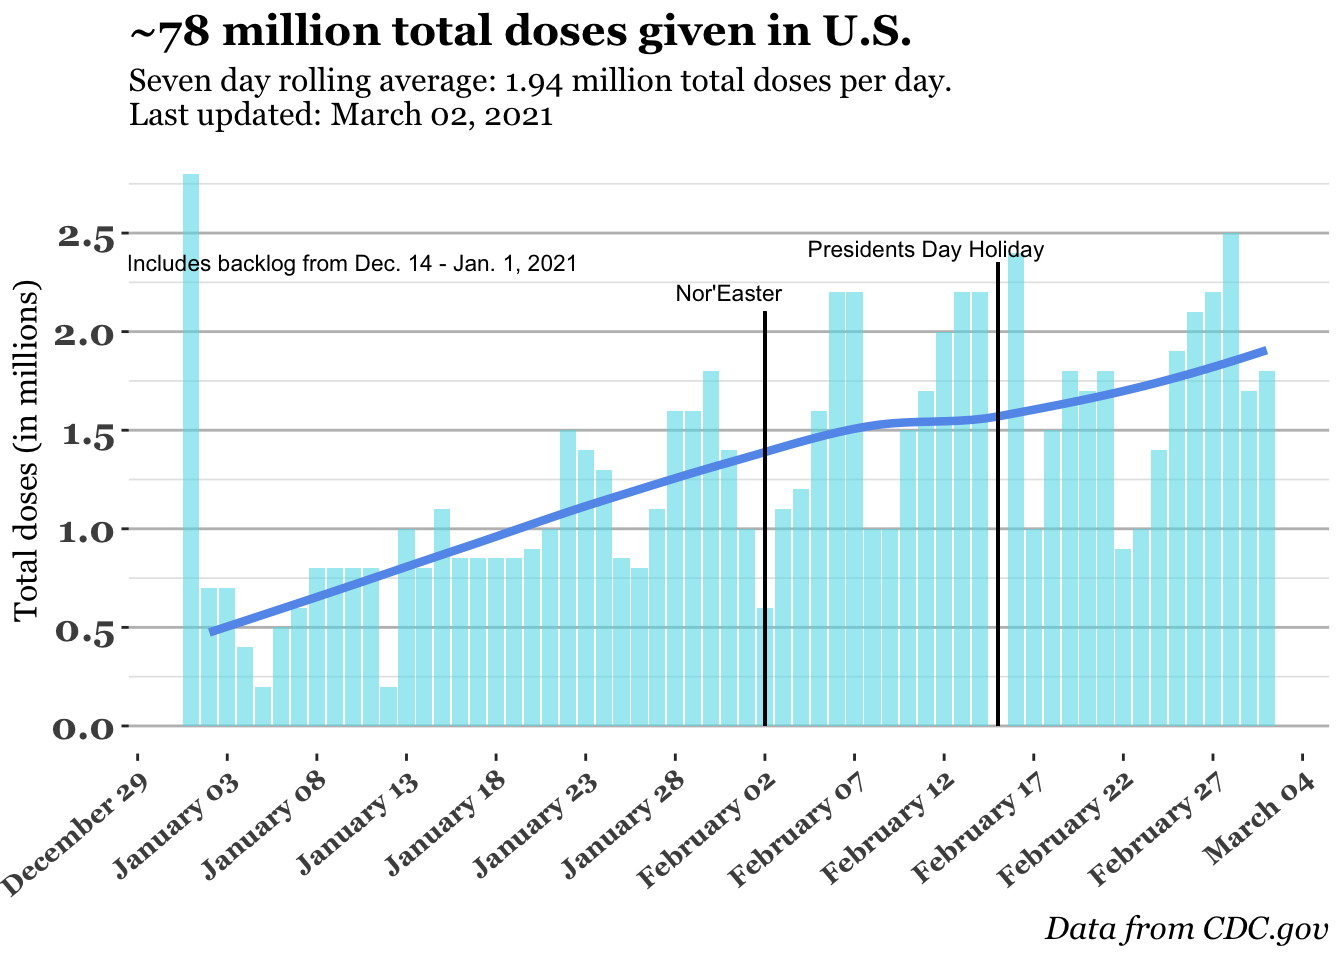 ~78 million total doses given in U.S.
Seven day rolling average: 1.94 million total doses per day.
Last updated: March 02, 2021
Total doses (in millions)
2.5
2.0
1.5
1.0
0.5
0.0
Includes backlog from Dec. 14 - Jan. 1, 2021
Nor'Easter
Presidents Day Holiday
December 29
January 03
January 08
January 13
January 18
January 23
January 28
February 02
February 07
February 12
February 17
February 22
February 27
March 04
Data from CDC.gov